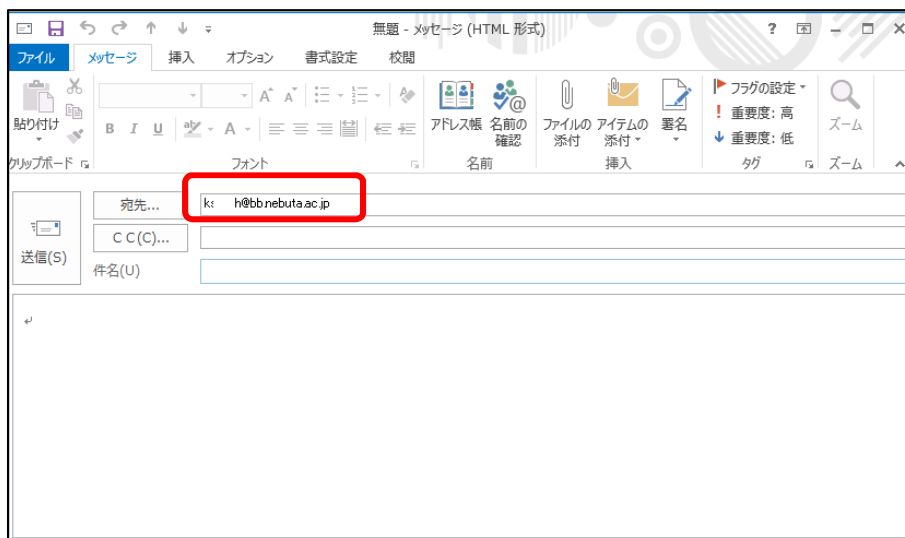 無題 - メッセージ (HTML 形式)
?
ファイル メッセージ 挿入 オプション 書式設定 校閲
貼り付け
B I U A
アドレス帳 名前の確認
ファイルの添付 アイテムの添付 署名
フラグの設定
! 重要度: 高
重要度: 低
ズーム
クリップボード フォント 名前 挿入 タグ ズーム
宛先... h@bb.nebuta.ac.jp
C C(C)...
送信(S)
件名(U)